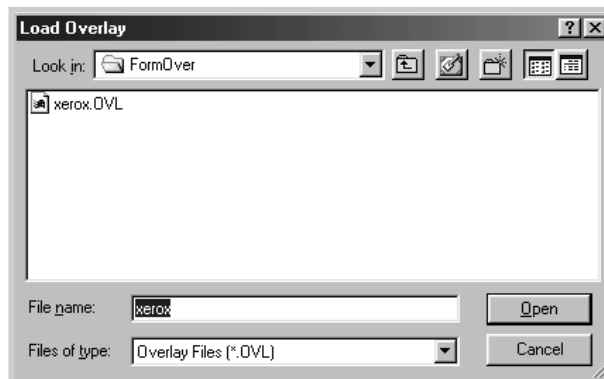 Load Overlay
Look in: FormOver
xerox.OVL
File name: xerox Open
Files of type: Overlay Files (*.OVL) Cancel